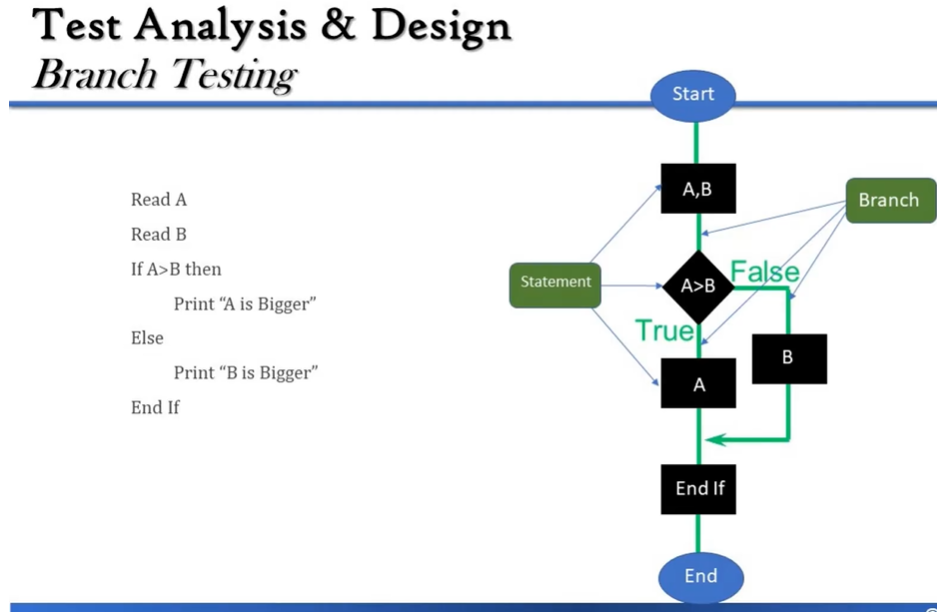 Test Analysis & Design
Branch Testing
Read A
Read B
If A>B then
Print “A is Bigger”
Else
Print “B is Bigger”
End If
Start
A,B
Branch
Statement
A>B
False
True
B
A
End If
End